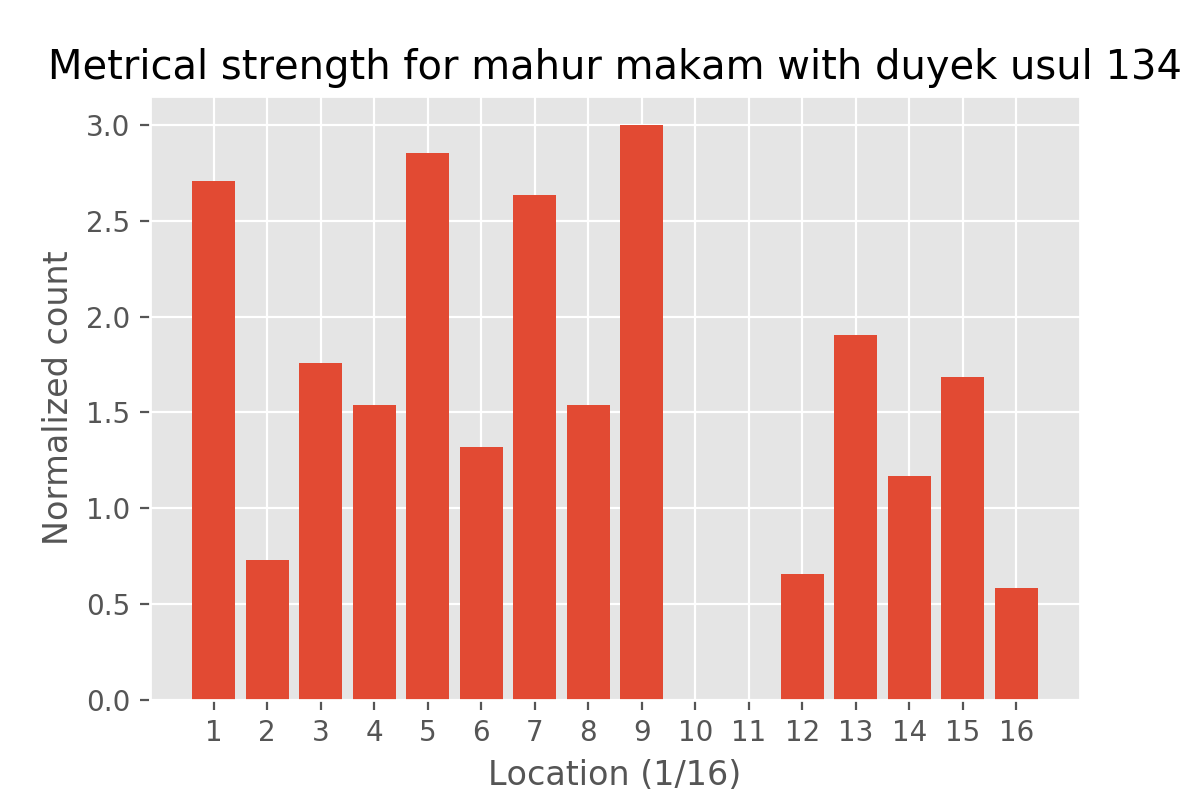 Metrical strength for mahur makam with duyek usul 134
3.0
2.5
2.0
1.5
1.0
0.5
0.0
Normalized count
1 2 3 4 5 6 7 8 9 10 11 12 13 14 15 16
Location (1/16)